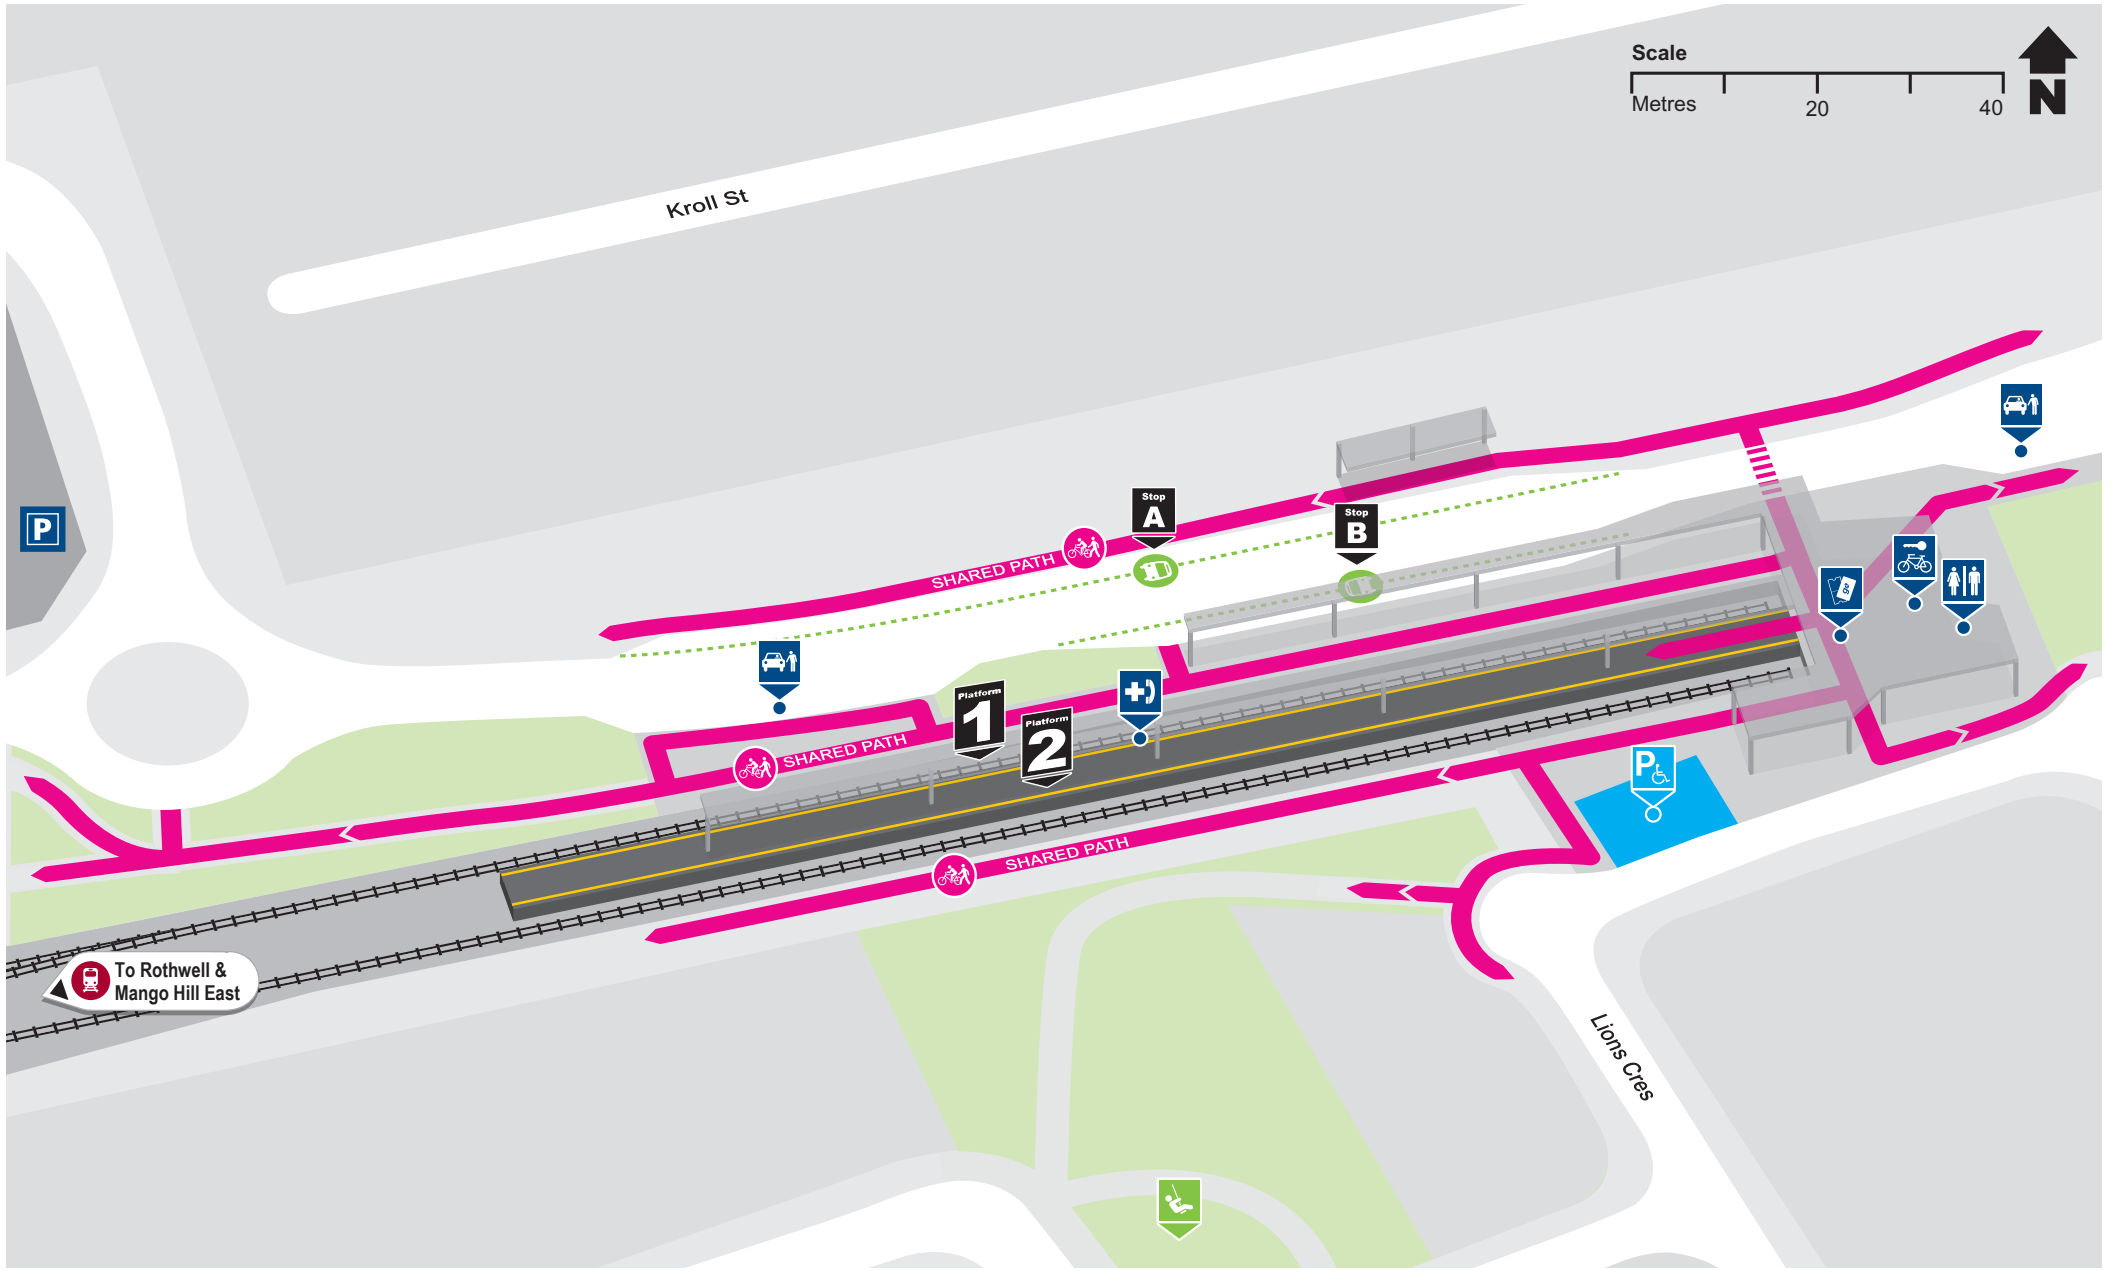 Scale
Metres
20
40
N
Kroll St
Stop
A
Stop
B
SHARED PATH
P
Platform
1
Platform
2
SHARED PATH
go
P
SHARED PATH
To Rothwell &
Mango Hill East
Lions Cres